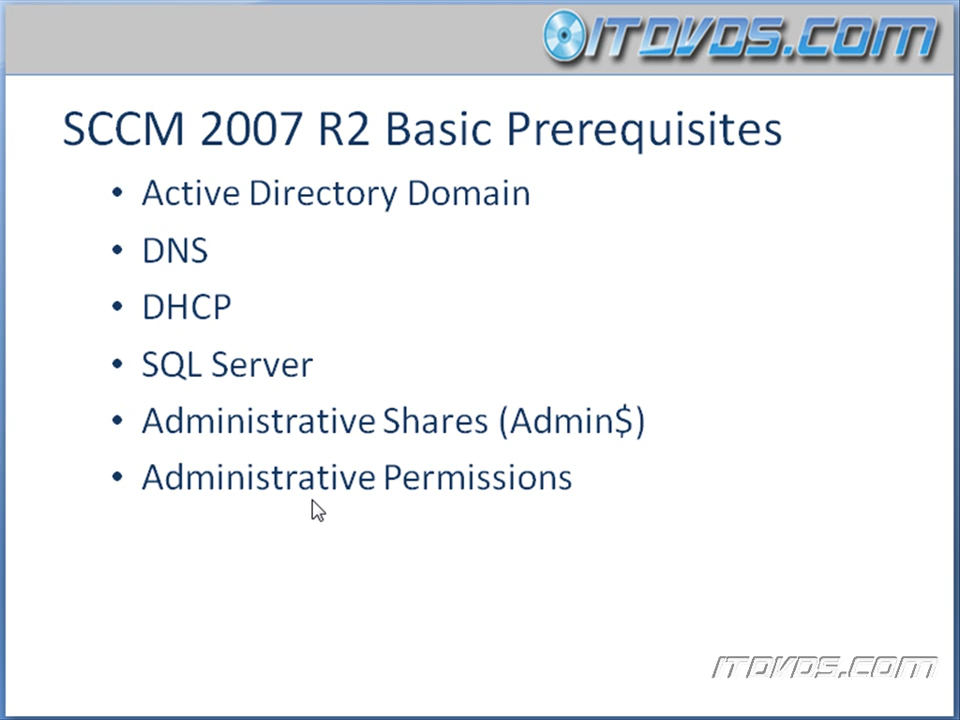 ITDVDS.COM
SCCM 2007 R2 Basic Prerequisites
• Active Directory Domain
• DNS
• DHCP
• SQL Server
• Administrative Shares (Admin$)
• Administrative Permissions
ITDVDS.COM